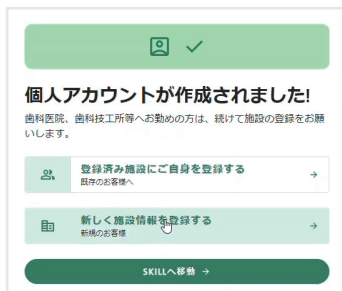 個人アカウントが作成されました!
歯科医院、歯科技工所等へお勤めの方は、続けて施設の登録をお願
いします。
登録済み施設にご自身を登録する
既存のお客様へ
新しく施設情報を登録する
新規のお客様
SKILLへ移動 →